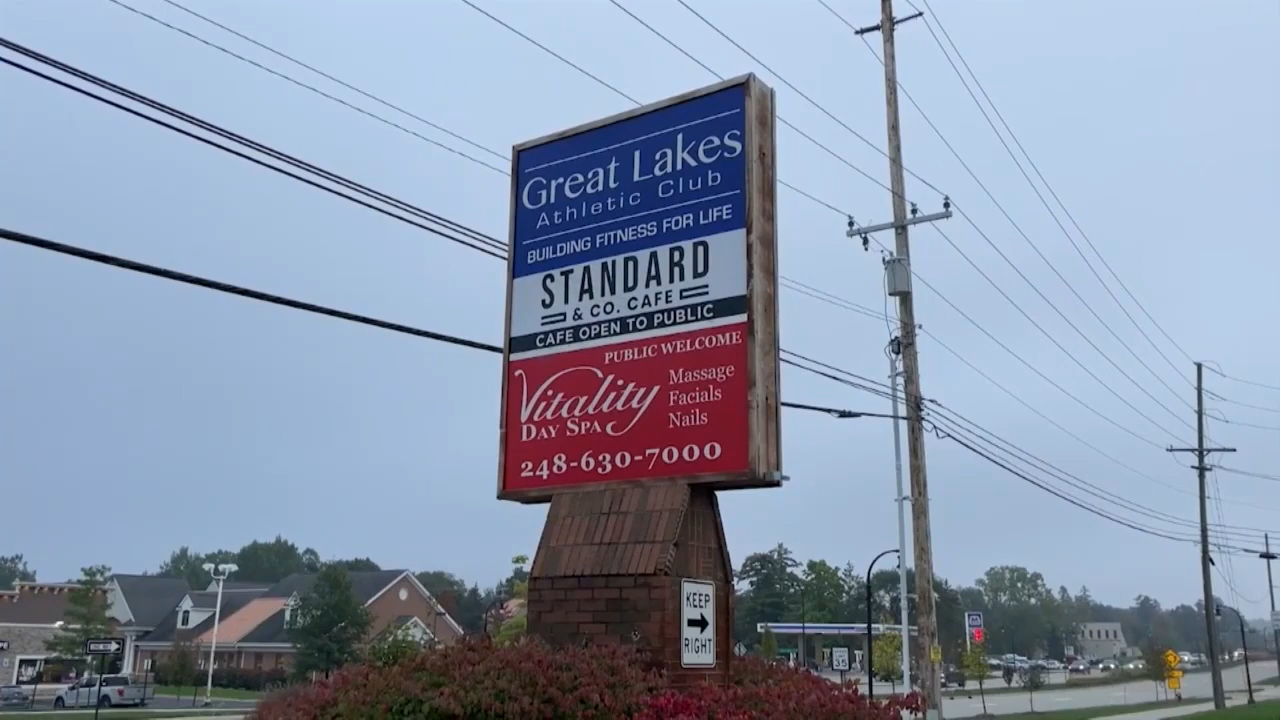 Great Lakes
Athletic Club
BUILDING FITNESS FOR LIFE
STANDARD
& CO. CAFE
CAFE OPEN TO PUBLIC
PUBLIC WELCOME
Vitality
DAY SPA
Massage
Facials
Nails
248-630-7000
KEEP
RIGHT
35